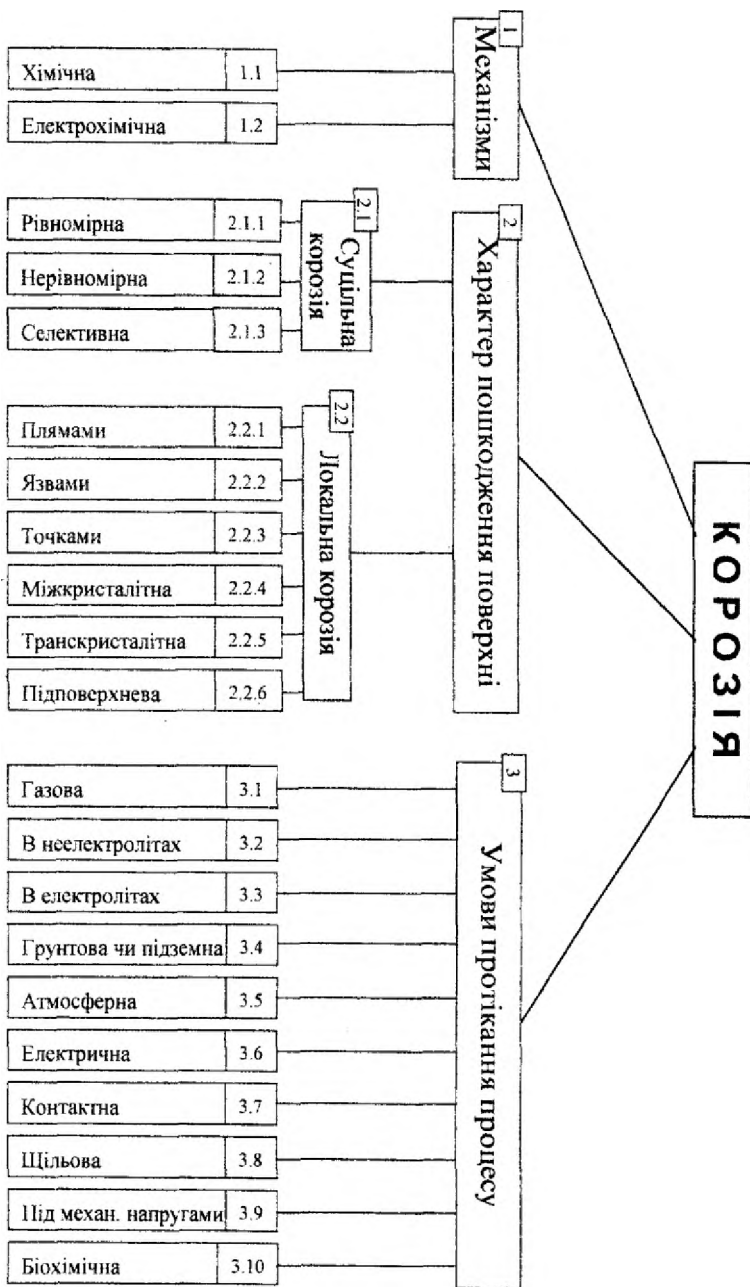 КОРОЗІЯ
1
Механізми
Хімічна 1.1
Електрохімічна 1.2
2
Характер пошкодження поверхні
2.1
Суцільна
корозія
Рівномірна 2.1.1
Нерівномірна 2.1.2
Селективна 2.1.3
2.2
Локальна корозія
Плямами 2.2.1
Язвами 2.2.2
Точками 2.2.3
Міжкристалітна 2.2.4
Транскристалітна 2.2.5
Підповерхнева 2.2.6
3
Умови протікання процесу
Газова 3.1
В неелектролітах 3.2
В електролітах 3.3
Грунтова чи підземна 3.4
Атмосферна 3.5
Електрична 3.6
Контактна 3.7
Щільова 3.8
Під механ. напругами 3.9
Біохімічна 3.10